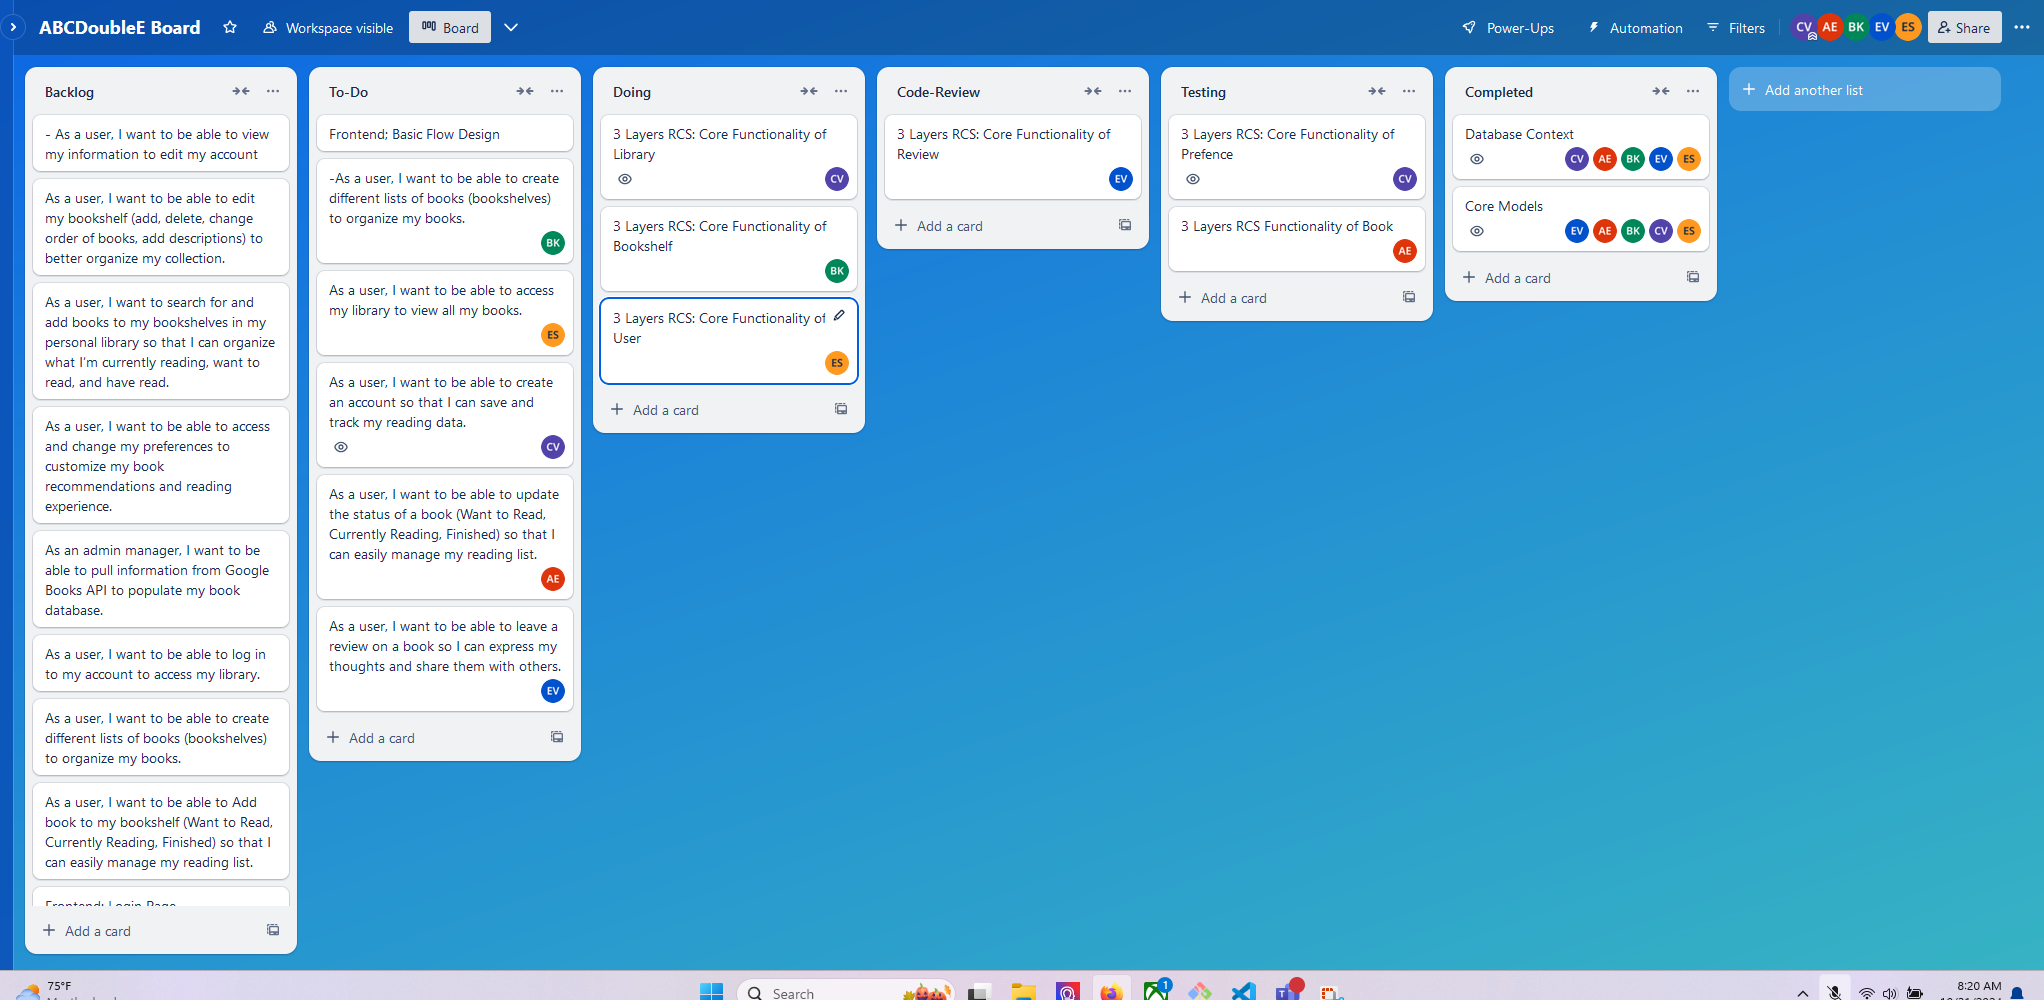 ABCDoubleE Board
Workspace visible
Board
Power-Ups
Automation
Filters
CV
AE
BK
EV
ES
Share
Backlog
- As a user, I want to be able to view
my information to edit my account
As a user, I want to be able to edit
my bookshelf (add, delete, change
order of books, add descriptions) to
better organize my collection.
As a user, I want to search for and
add books to my bookshelves in my
personal library so that I can organize
what I'm currently reading, want to
read, and have read.
As a user, I want to be able to access
and change my preferences to
customize my book
recommendations and reading
experience.
As an admin manager, I want to be
able to pull information from Google
Books API to populate my book
database.
As a user, I want to be able to log in
to my account to access my library.
As a user, I want to be able to create
different lists of books (bookshelves)
to organize my books.
As a user, I want to be able to Add
book to my bookshelf (Want to Read,
Currently Reading, Finished) so that I
can easily manage my reading list.
Frontend; Login Page
Add a card
To-Do
Frontend; Basic Flow Design
-As a user, I want to be able to create
different lists of books (bookshelves)
to organize my books.
BK
As a user, I want to be able to access
my library to view all my books.
ES
As a user, I want to be able to create
an account so that I can save and
track my reading data.
CV
As a user, I want to be able to update
the status of a book (Want to Read,
Currently Reading, Finished) so that I
can easily manage my reading list.
AE
As a user, I want to be able to leave a
review on a book so I can express my
thoughts and share them with others.
EV
Add a card
Doing
3 Layers RCS: Core Functionality of
Library
CV
3 Layers RCS: Core Functionality of
Bookshelf
BK
3 Layers RCS: Core Functionality of
User
ES
Add a card
Code-Review
3 Layers RCS: Core Functionality of
Review
EV
Add a card
Testing
3 Layers RCS: Core Functionality of
Prefence
CV
3 Layers RCS Functionality of Book
AE
Add a card
Completed
Database Context
CV AE BK EV ES
Core Models
EV AE BK CV ES
Add a card
Add another list
75°F
Search
1
8:20 AM